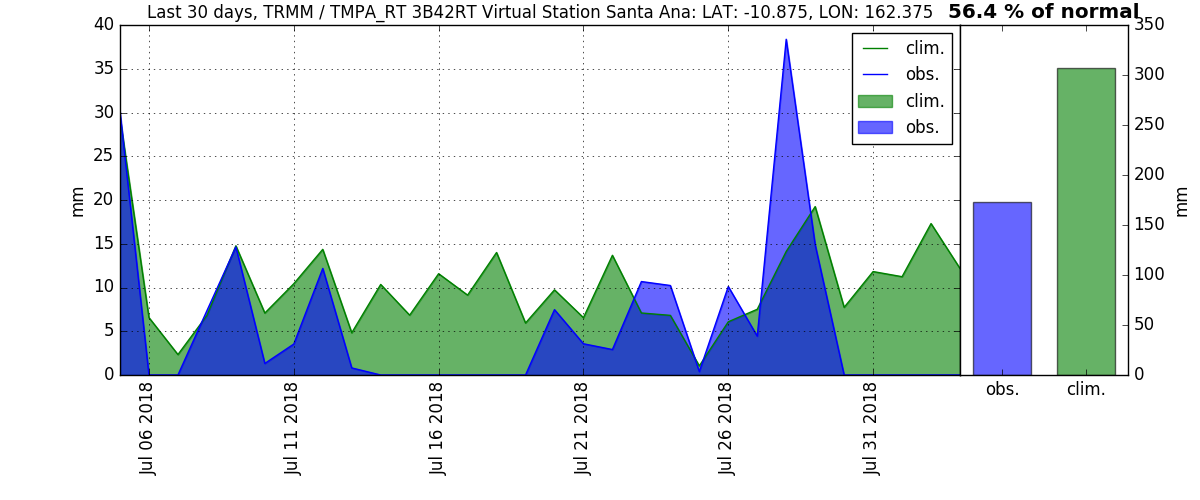 Last 30 days, TRMM / TMPA_RT 3B42RT Virtual Station Santa Ana: LAT: -10.875, LON: 162.375
56.4 % of normal
40
35
30
25
20
15
10
5
0
mm
clim.
obs.
clim.
obs.
Jul 06 2018
Jul 11 2018
Jul 16 2018
Jul 21 2018
Jul 26 2018
Jul 31 2018
350
300
250
200
150
100
50
0
mm
obs.
clim.